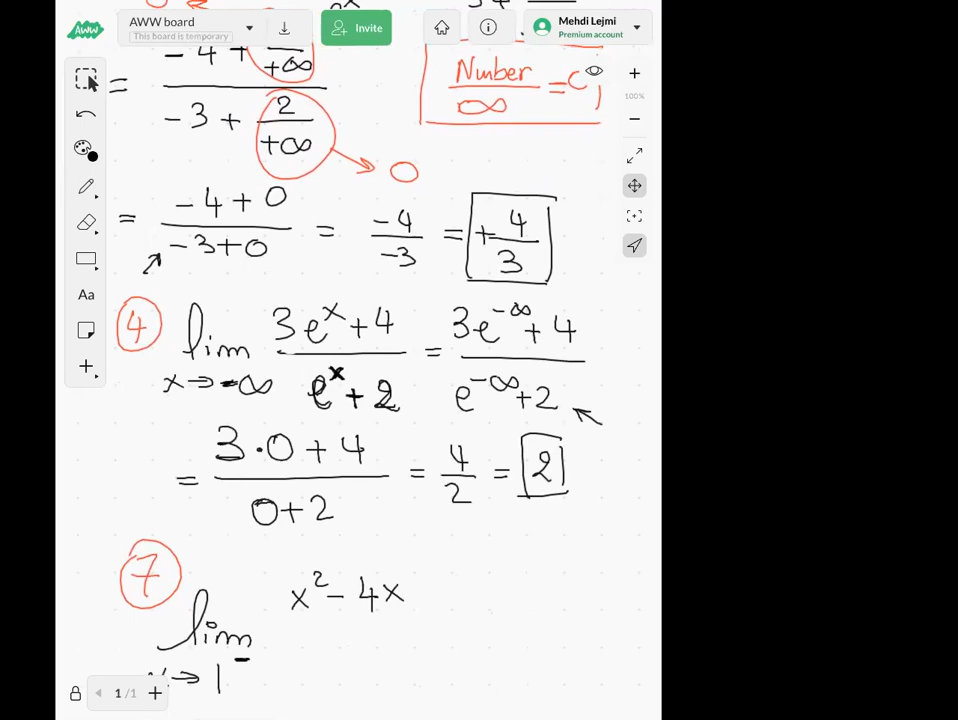 AWW board
This board is temporary
Invite
Mehdi Lejmi
Premium account
AWW
= (-4 + /+∞) / (-3 + 2/+∞) → 0
Number/∞ =
100%
= (-4+0)/(-3+0) = -4/-3 = +4/3
Aa
④ lim x→-∞ (3e^x+4)/(e^x+2) = (3e^-∞+4)/(e^-∞+2)
= (3·0+4)/(0+2) = 4/2 = 2
⑦ lim x² - 4x
→ 1⁻
1/1